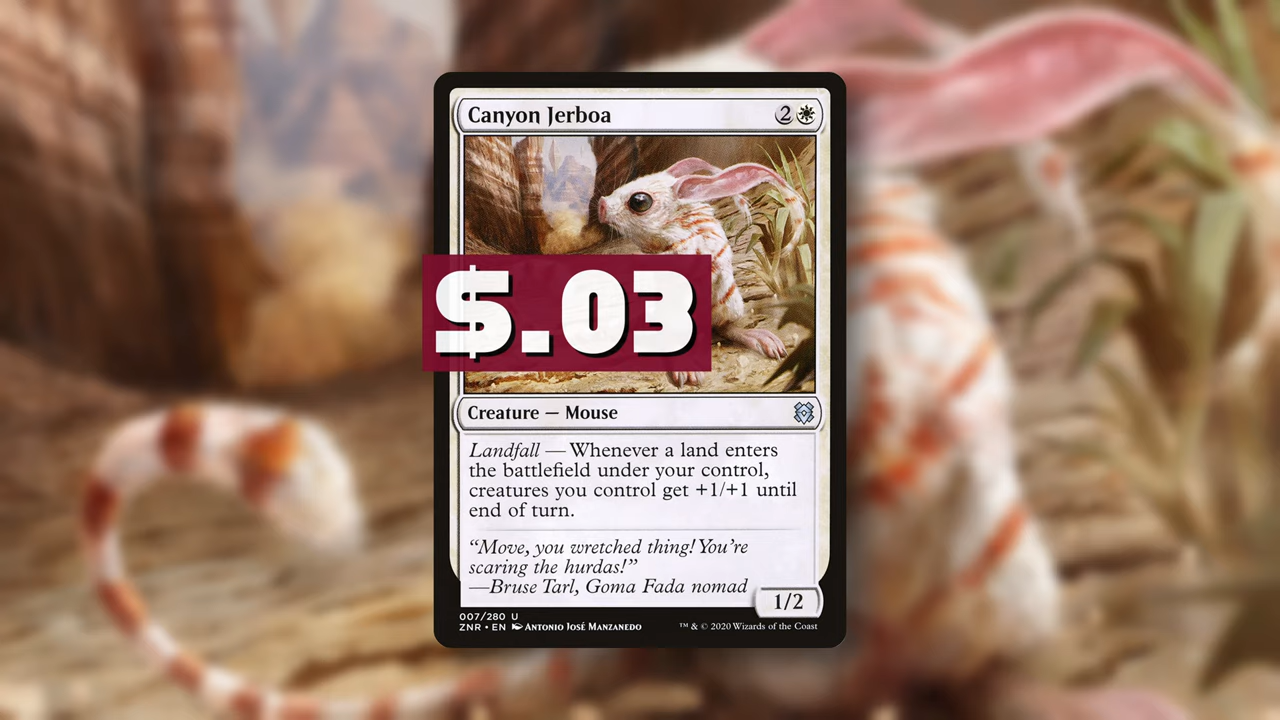 Canyon Jerboa 2
$.03
Creature — Mouse
Landfall — Whenever a land enters
the battlefield under your control,
creatures you control get +1/+1 until
end of turn.
“Move, you wretched thing! You’re
scaring the hurdas!”
—Bruse Tarl, Goma Fada nomad
1/2
007/280 U
ZNR • EN Antonio José Manzanedo
™ & © 2020 Wizards of the Coast